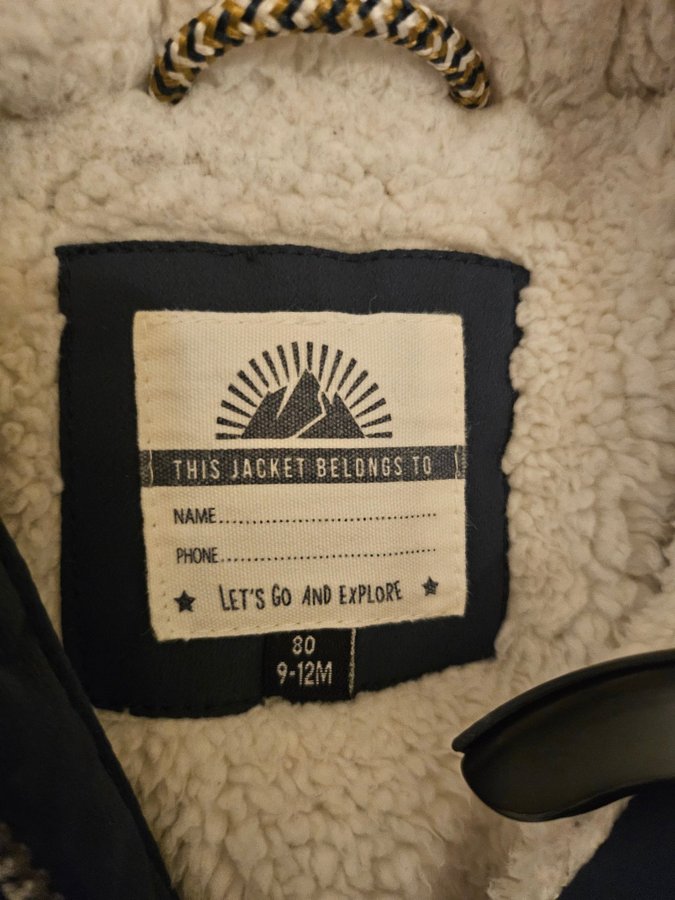 THIS JACKET BELONGS TO
NAME........................................
PHONE........................................
★ LET'S GO AND EXPLORE ★
80
9-12M